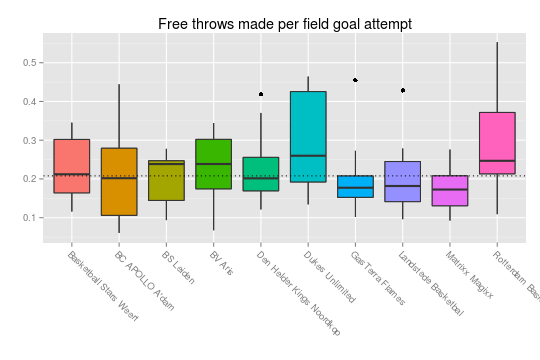 Free throws made per field goal attempt
0.5
0.4
0.3
0.2
0.1
Basketball Stars Weert
BC APOLLO A'dam
BS Leiden
BV Aris
Den Helder Kings Noordkop
Dukes Unlimited
GasTerra Flames
Landstede Basketbal
Matrixx Magixx
Rotterdam Bas